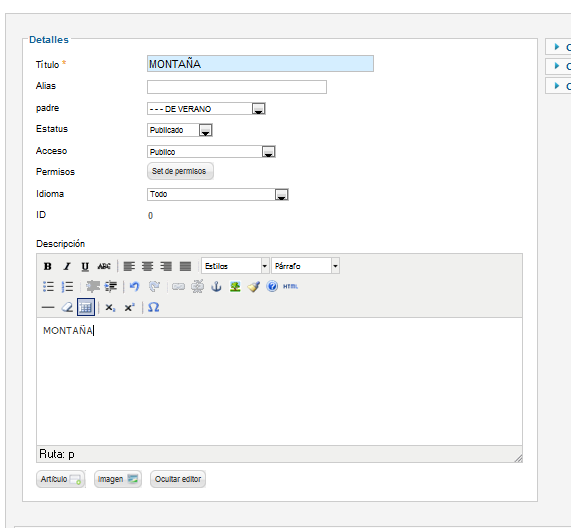 Detalles
Título *
MONTAÑA
Alias
padre
- - - DE VERANO
Estatus
Publicado
Acceso
Publico
Permisos
Set de permisos
Idioma
Todo
ID
0
Descripción
B I U ABC Estilos Párrafo
HTML
x₂ x² Ω
MONTAÑA
Ruta: p
Artículo Imagen Ocultar editor